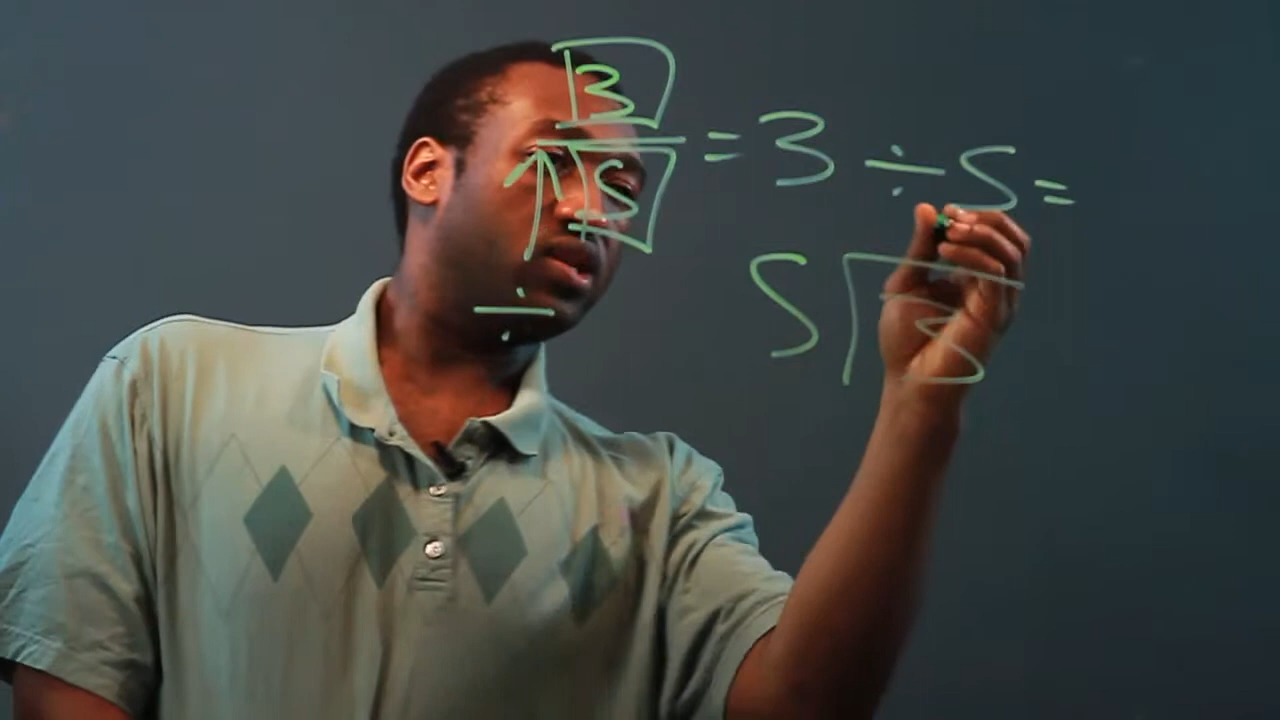 3/5 = 3 ÷ 5 =
÷
5 3